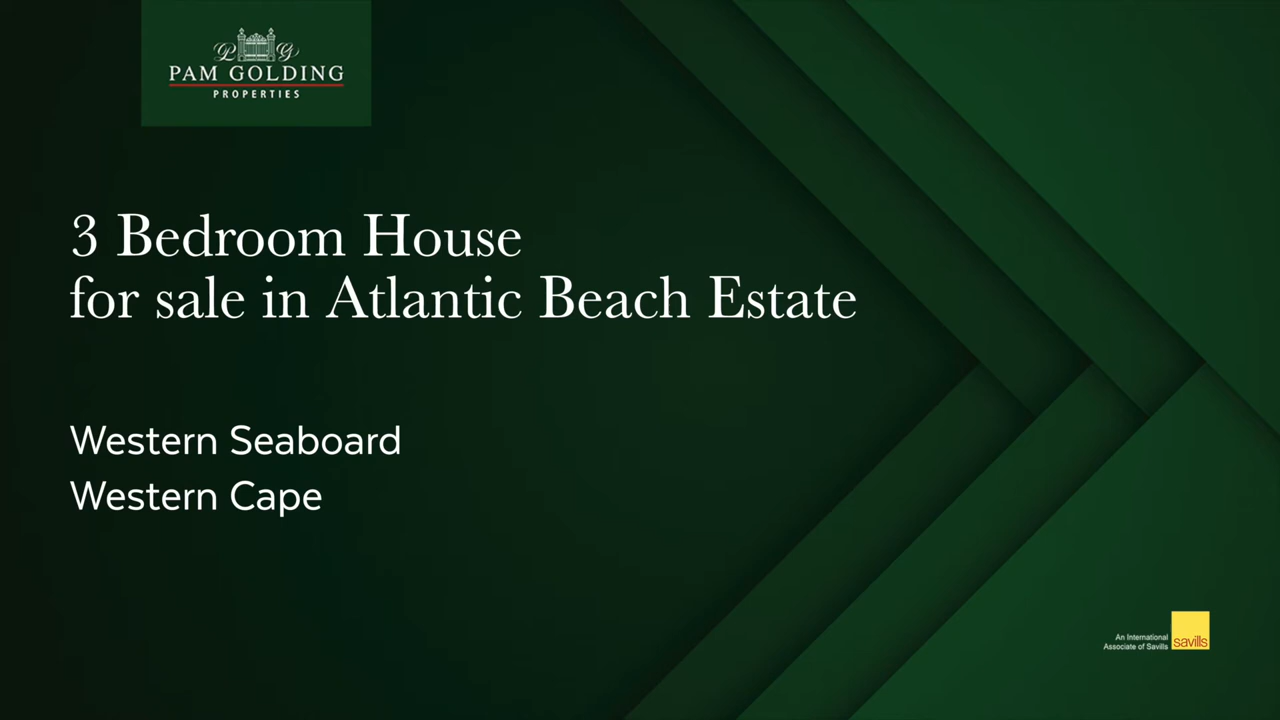 PG
PAM GOLDING
PROPERTIES
3 Bedroom House
for sale in Atlantic Beach Estate
Western Seaboard
Western Cape
An International
Associate of Savills
savills